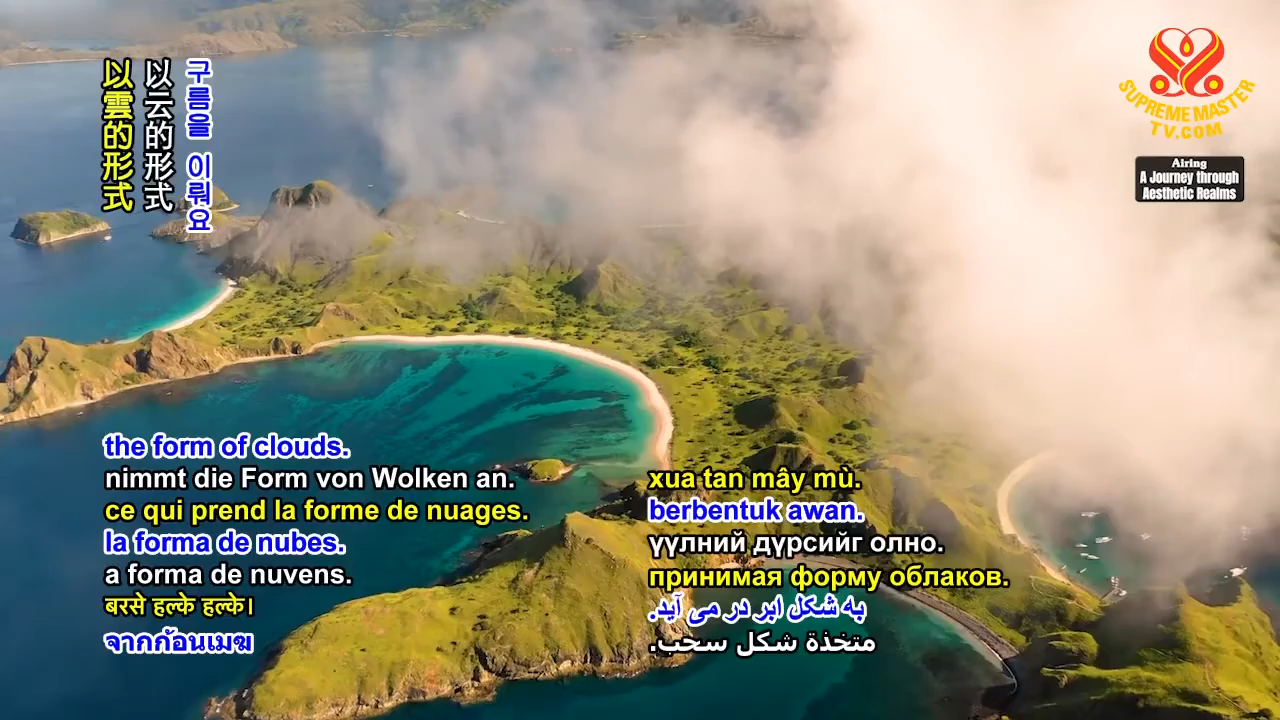 以雲的形式
以云的形式
구름을 이뤄요
SUPREME MASTER
TV.COM
Airing
A Journey through
Aesthetic Realms
the form of clouds.
nimmt die Form von Wolken an.
ce qui prend la forme de nuages.
la forma de nubes.
a forma de nuvens.
बरसे हल्के हल्के।
จากก้อนเมฆ
xua tan mây mù.
berbentuk awan.
үүлний дүрсийг олно.
принимая форму облаков.
به شکل ابر در می آید.
متخذة شكل سحب.